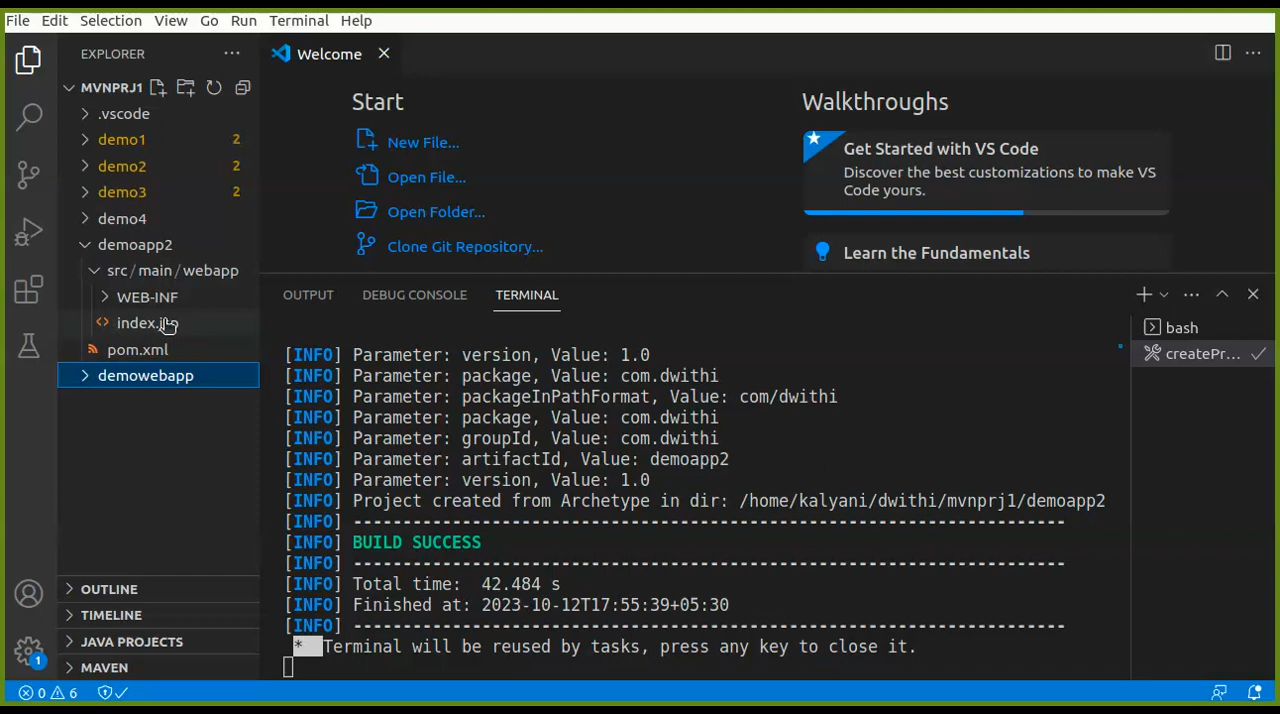 File Edit Selection View Go Run Terminal Help
EXPLORER
MVNPRJ1
.vscode
demo1 2
demo2 2
demo3 2
demo4
demoapp2
src/main/webapp
WEB-INF
pom.xml
demowebapp
OUTLINE
TIMELINE
JAVA PROJECTS
MAVEN
Welcome
Start
New File...
Open File...
Open Folder...
Clone Git Repository...
Walkthroughs
Get Started with VS Code
Discover the best customizations to make VS
Code yours.
Learn the Fundamentals
OUTPUT DEBUG CONSOLE TERMINAL
[INFO] Parameter: version, Value: 1.0
[INFO] Parameter: package, Value: com.dwithi
[INFO] Parameter: packageInPathFormat, Value: com/dwithi
[INFO] Parameter: package, Value: com.dwithi
[INFO] Parameter: groupId, Value: com.dwithi
[INFO] Parameter: artifactId, Value: demoapp2
[INFO] Parameter: version, Value: 1.0
[INFO] Project created from Archetype in dir: /home/kalyani/dwithi/mvnprj1/demoapp2
[INFO] ------------------------------------------------------------------------
[INFO] BUILD SUCCESS
[INFO] ------------------------------------------------------------------------
[INFO] Total time:  42.484 s
[INFO] Finished at: 2023-10-12T17:55:39+05:30
[INFO] ------------------------------------------------------------------------
* Terminal will be reused by tasks, press any key to close it.
bash
createPr...
1
0 6